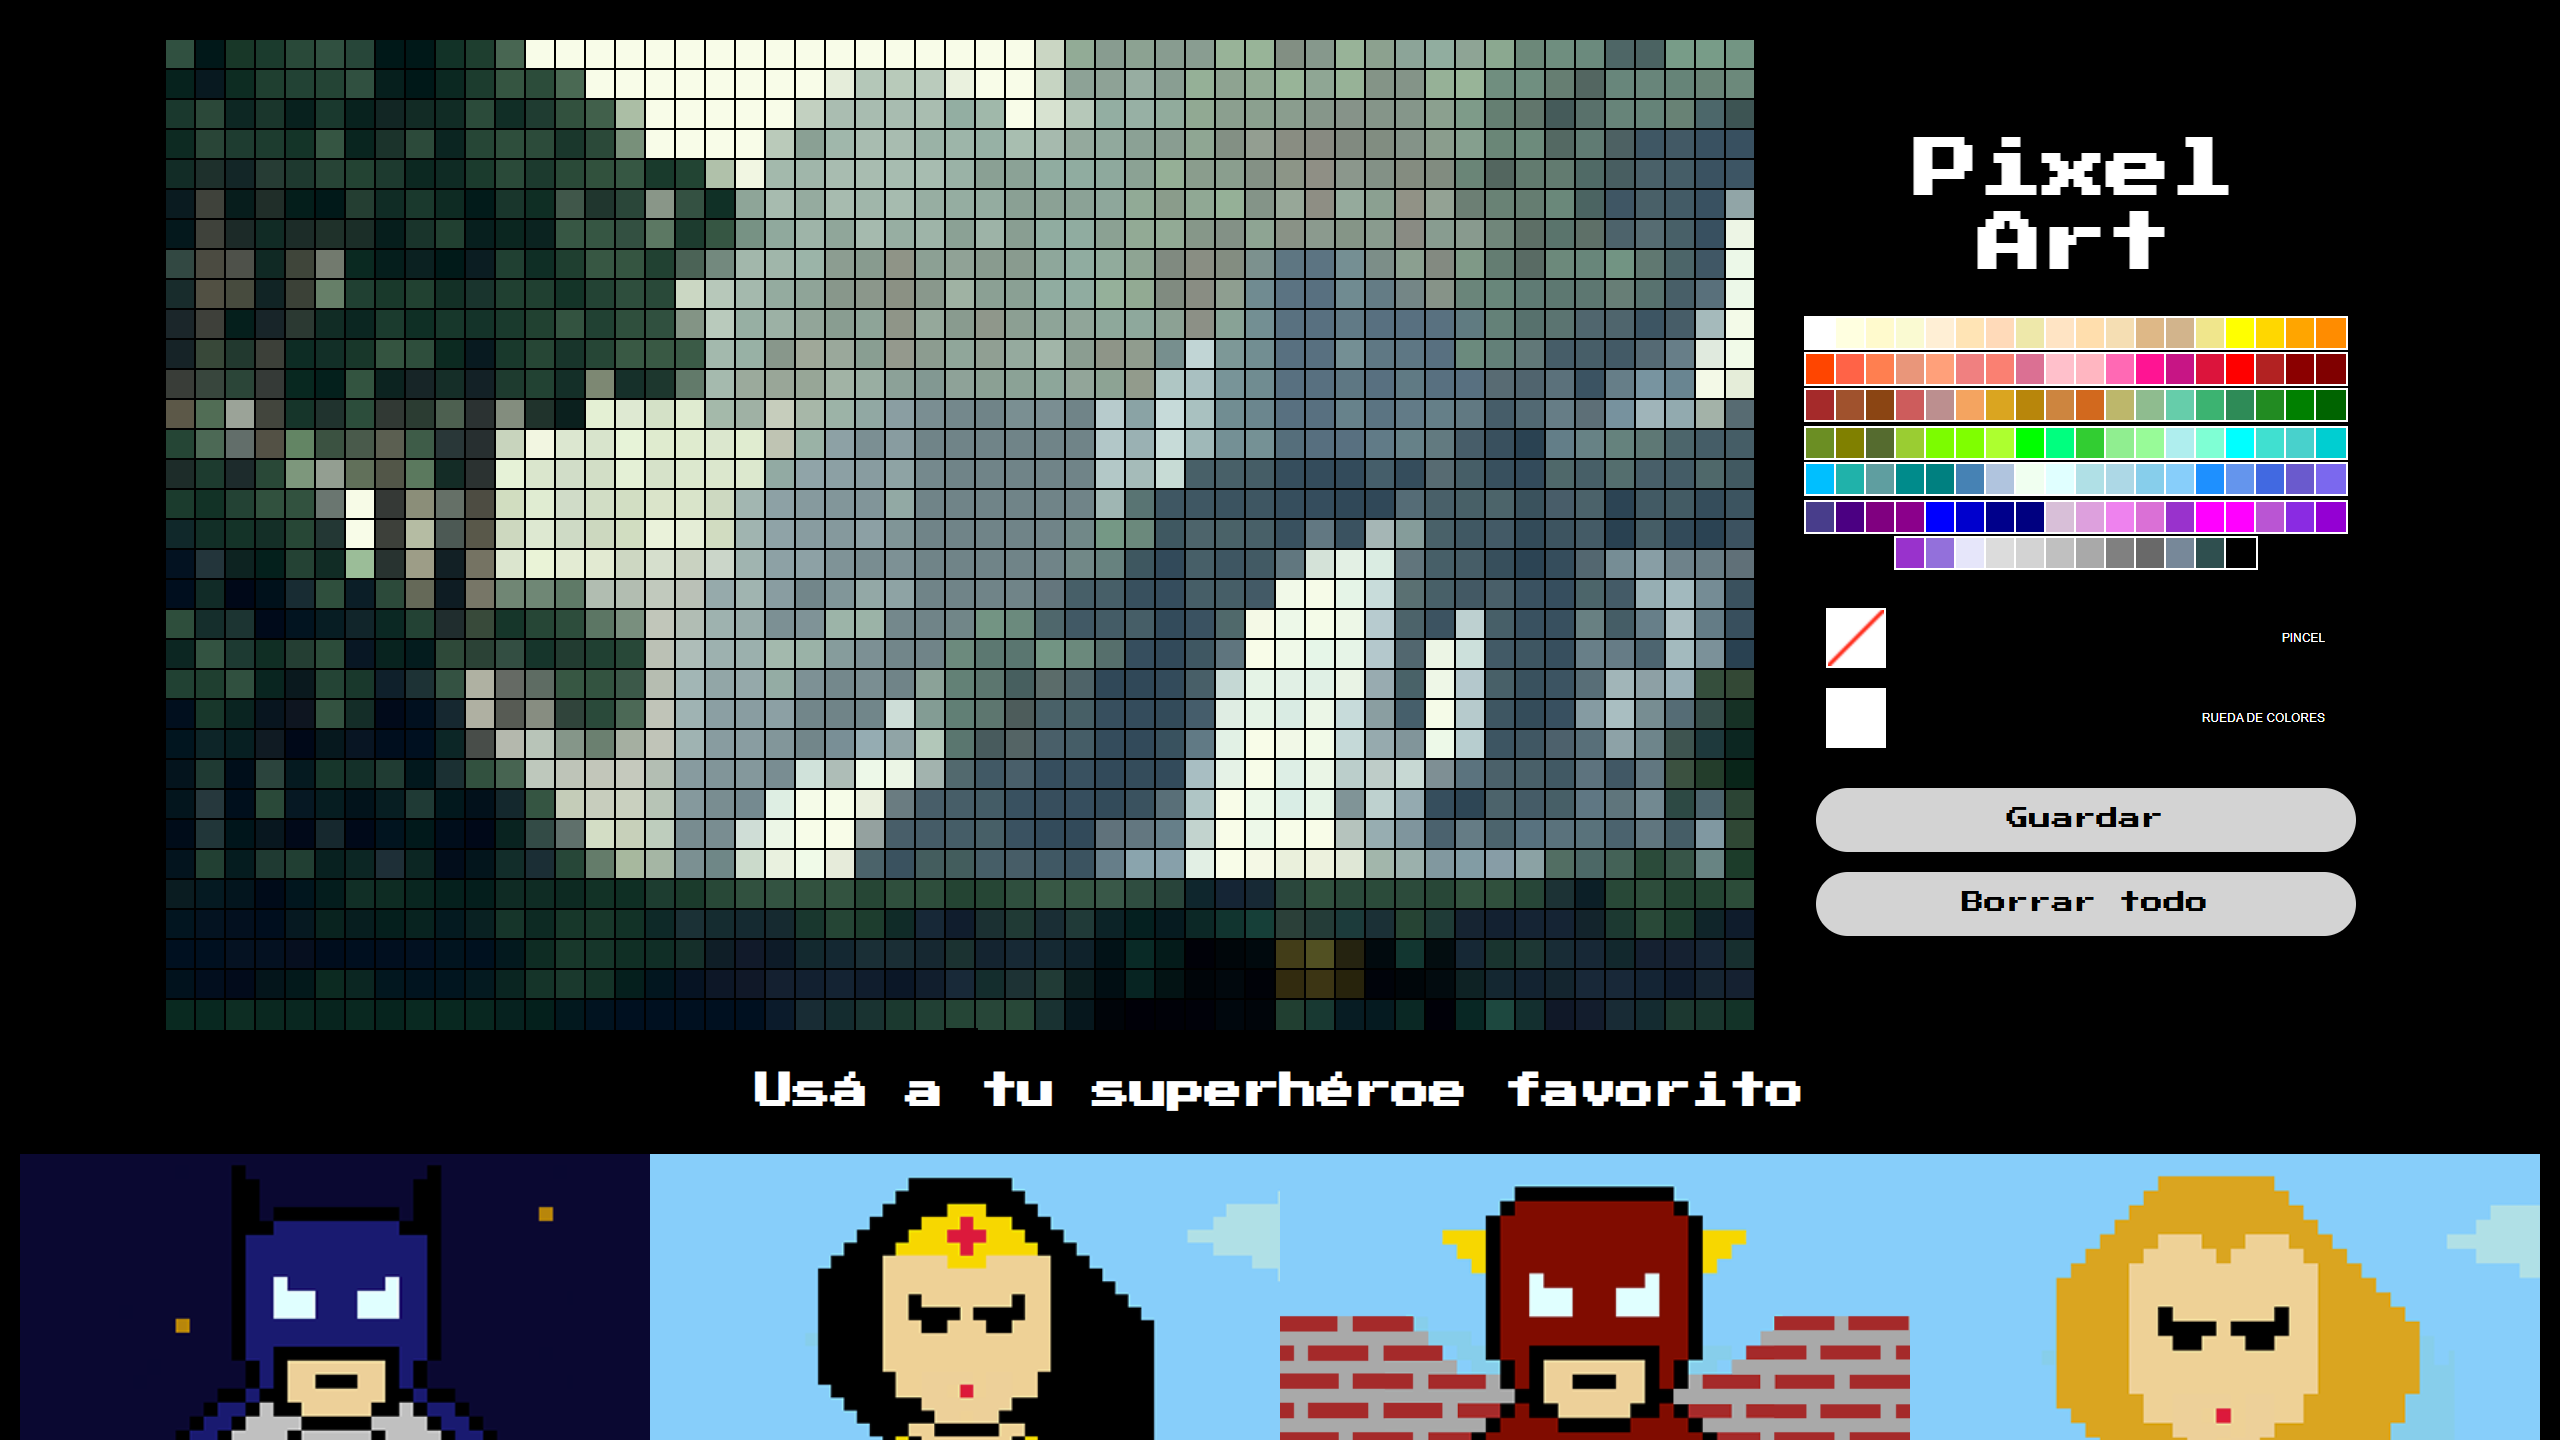 Pixel
Art
PINCEL
RUEDA DE COLORES
Guardar
Borrar todo
Usá a tu superhéroe favorito